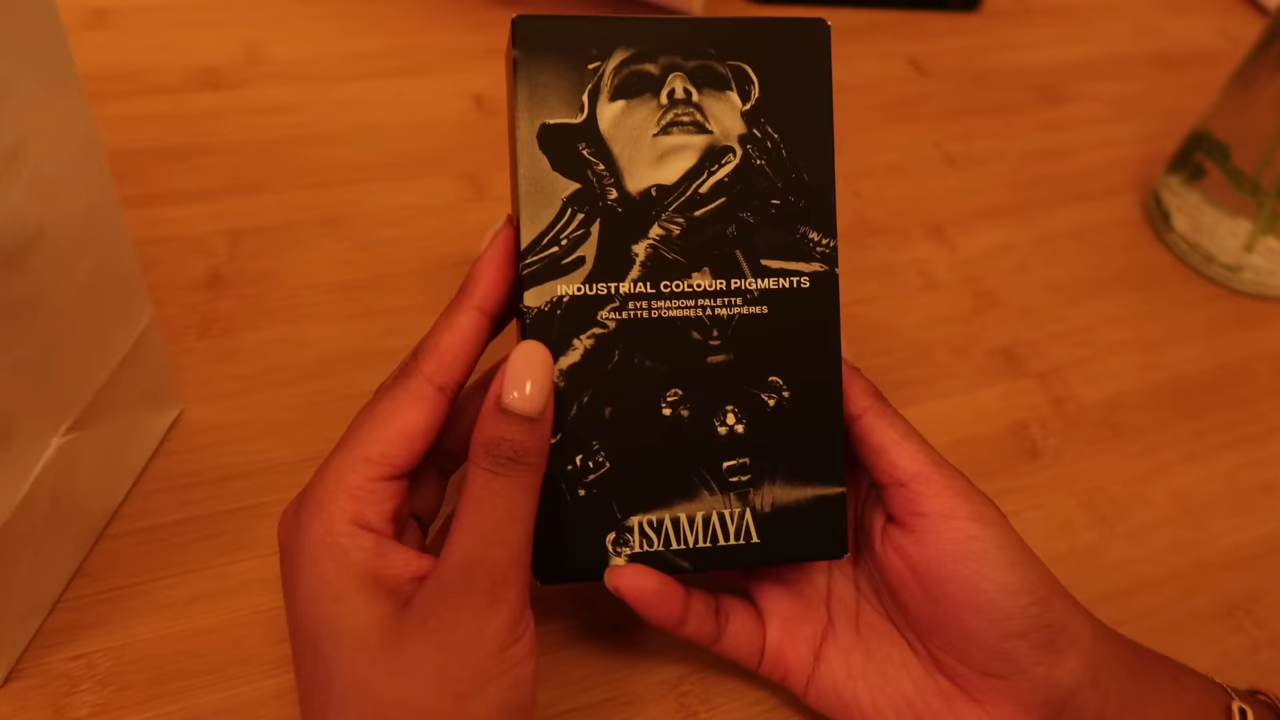 INDUSTRIAL COLOUR PIGMENTS
EYE SHADOW PALETTE
PALETTE D'OMBRES À PAUPIÈRES
ISAMAYA